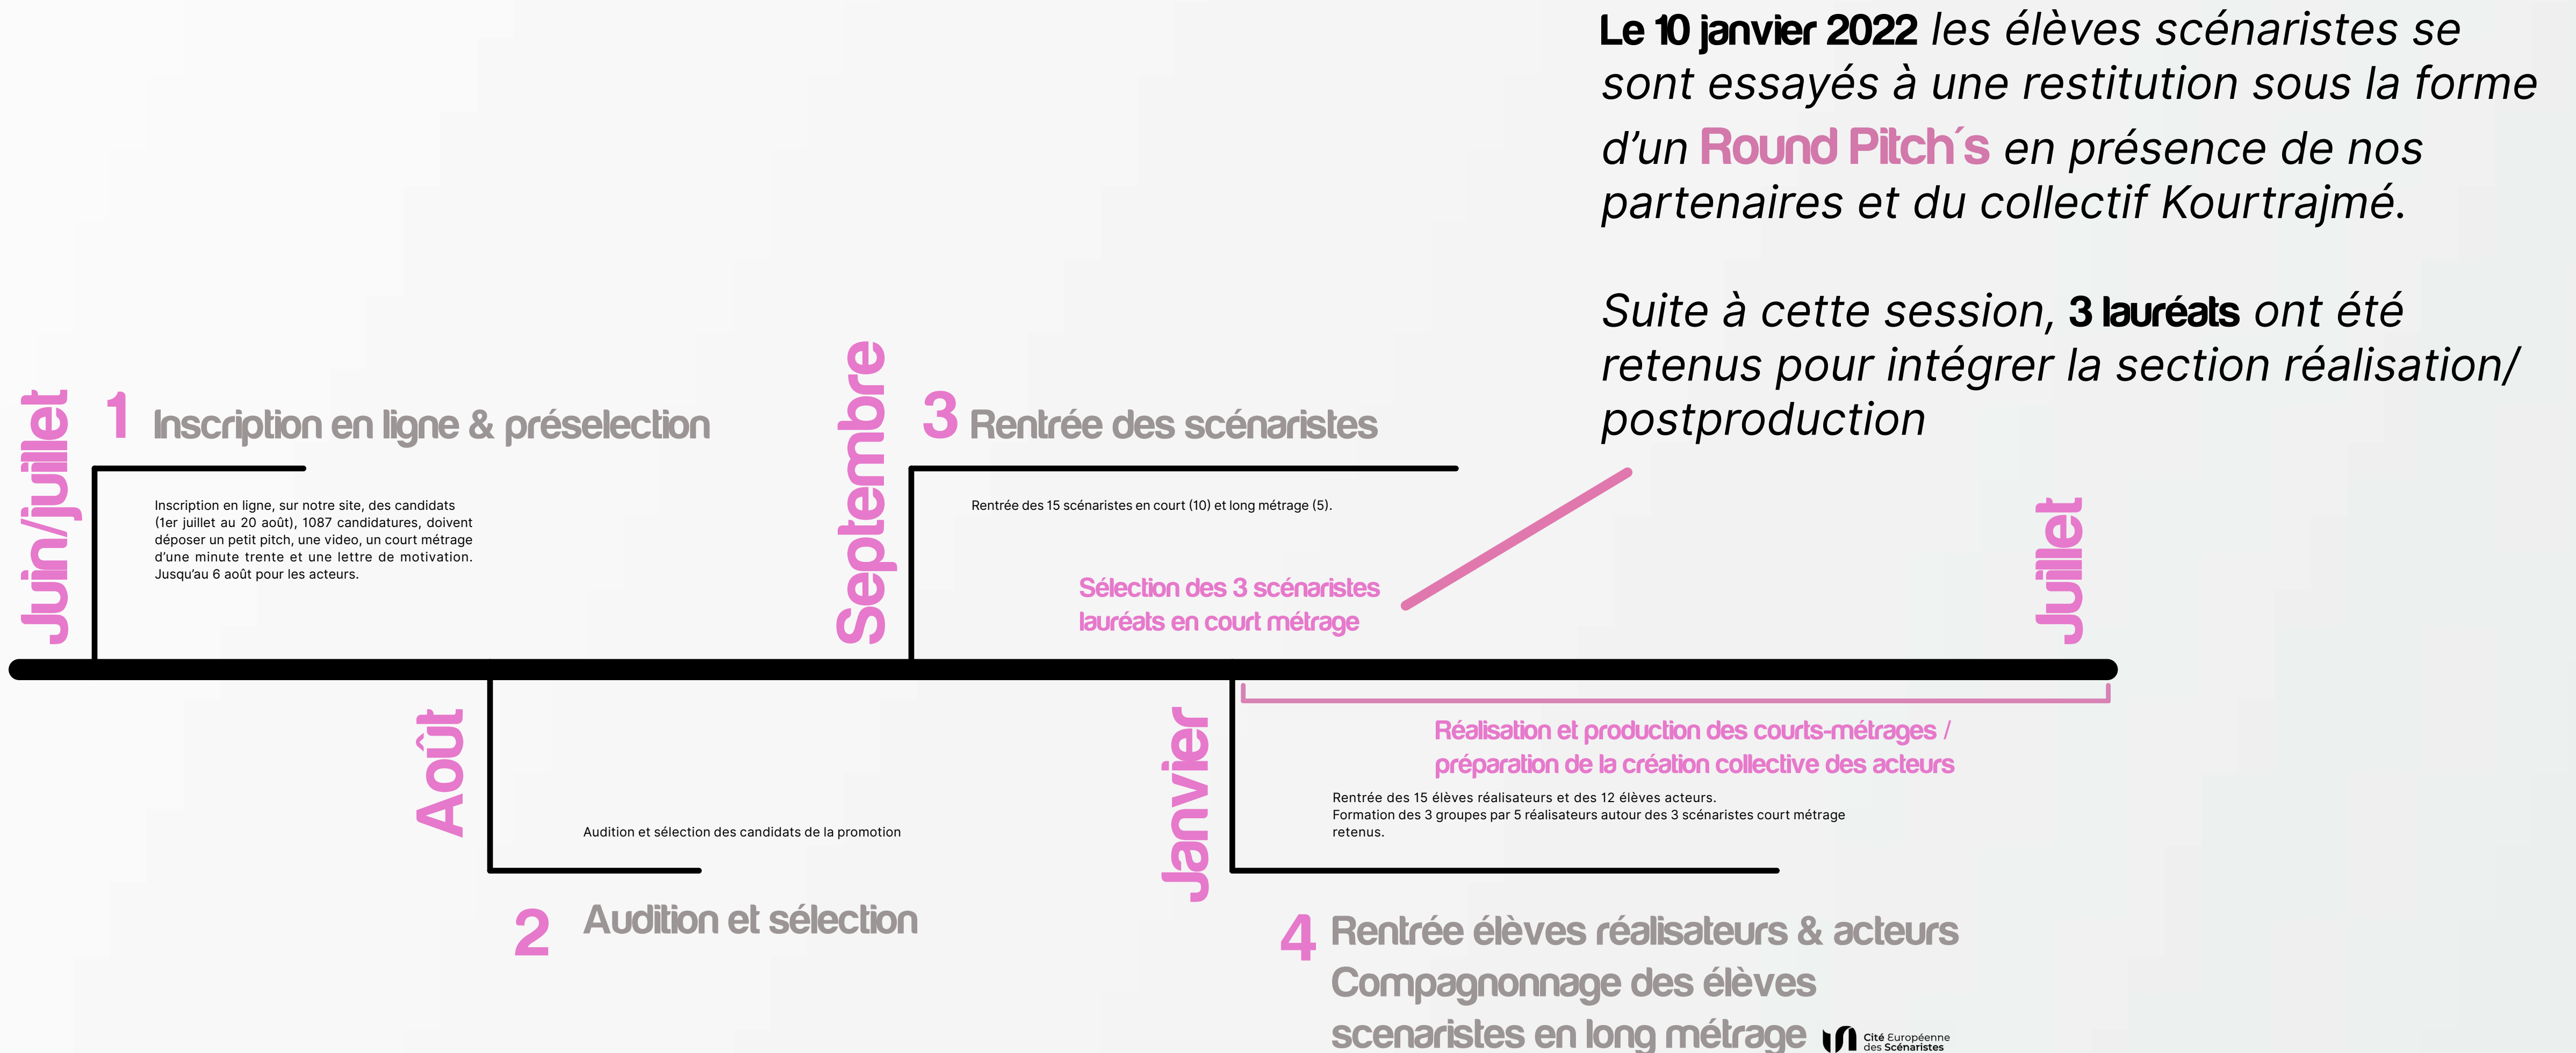 Le 10 janvier 2022 les élèves scénaristes se
sont essayés à une restitution sous la forme
d’un Round Pitch´s en présence de nos
partenaires et du collectif Kourtrajmé.
Suite à cette session, 3 lauréats ont été
retenus pour intégrer la section réalisation/
postproduction
Juin/juillet
1 Inscription en ligne & préselection
Inscription en ligne, sur notre site, des candidats
(1er juillet au 20 août), 1087 candidatures, doivent
déposer un petit pitch, une video, un court métrage
d’une minute trente et une lettre de motivation.
Jusqu’au 6 août pour les acteurs.
Août
Audition et sélection des candidats de la promotion
2 Audition et sélection
Septembre
3 Rentrée des scénaristes
Rentrée des 15 scénaristes en court (10) et long métrage (5).
Sélection des 3 scénaristes
lauréats en court métrage
Janvier
Réalisation et production des courts-métrages /
préparation de la création collective des acteurs
Rentrée des 15 élèves réalisateurs et des 12 élèves acteurs.
Formation des 3 groupes par 5 réalisateurs autour des 3 scénaristes court métrage
retenus.
4 Rentrée élèves réalisateurs & acteurs
Compagnonnage des élèves
scenaristes en long métrage
Cité Européenne
des Scénaristes
Juillet